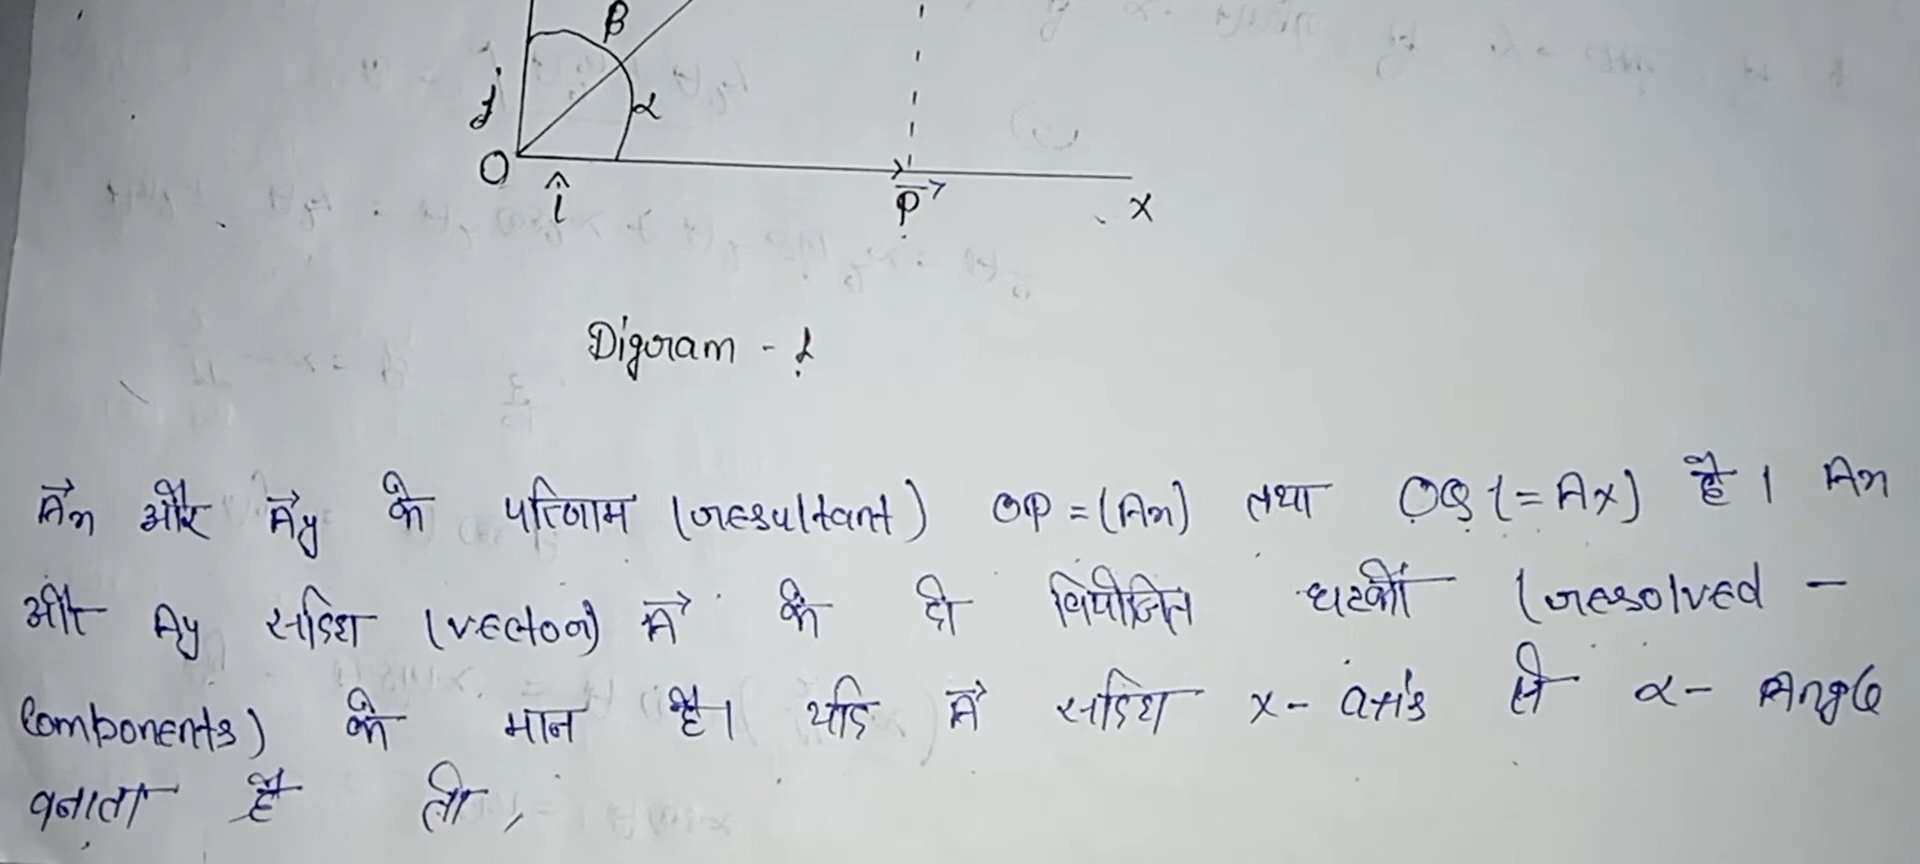 β
ĵ
α
O
î
P→
x
Digram - 1
A⃗x और A⃗y के परिणाम (resultant) OP = (Ax) तथा OQ (= Ax) है। Ax
और Ay सदिश (vector) A⃗ के दो वियोजित घटकों (resolved -
components) के मान है। यदि A⃗ सदिश x- axis से α- Angle
बनाता है तो,